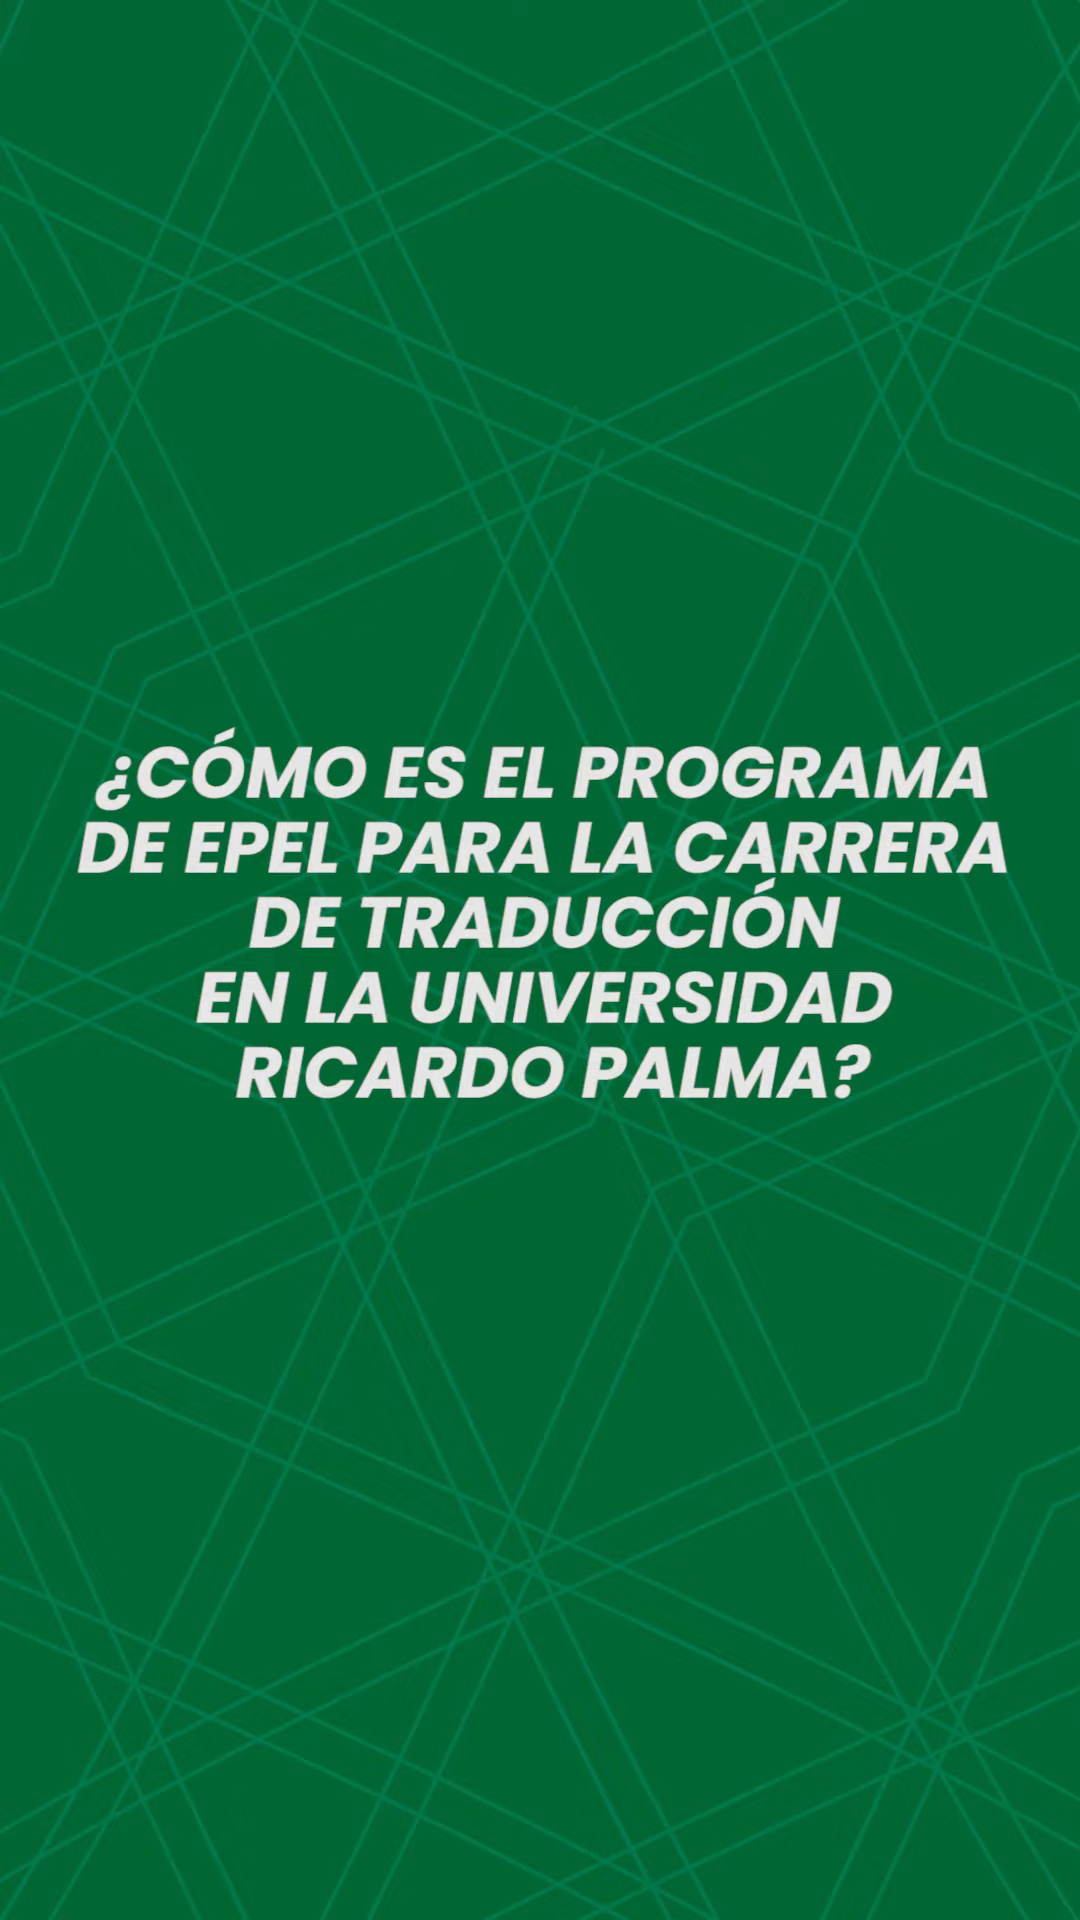 ¿CÓMO ES EL PROGRAMA
DE EPEL PARA LA CARRERA
DE TRADUCCIÓN
EN LA UNIVERSIDAD
RICARDO PALMA?